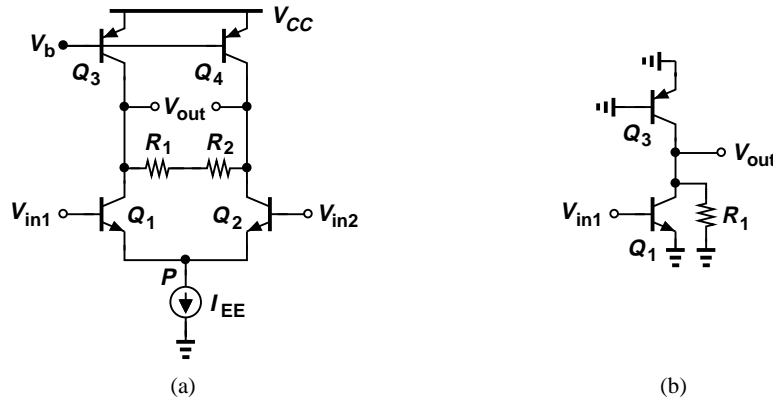 V_CC
V_b
Q_3
Q_4
V_out
R_1
R_2
V_in1
Q_1
Q_2
V_in2
P
I_EE
(a)
Q_3
V_out
V_in1
R_1
Q_1
(b)